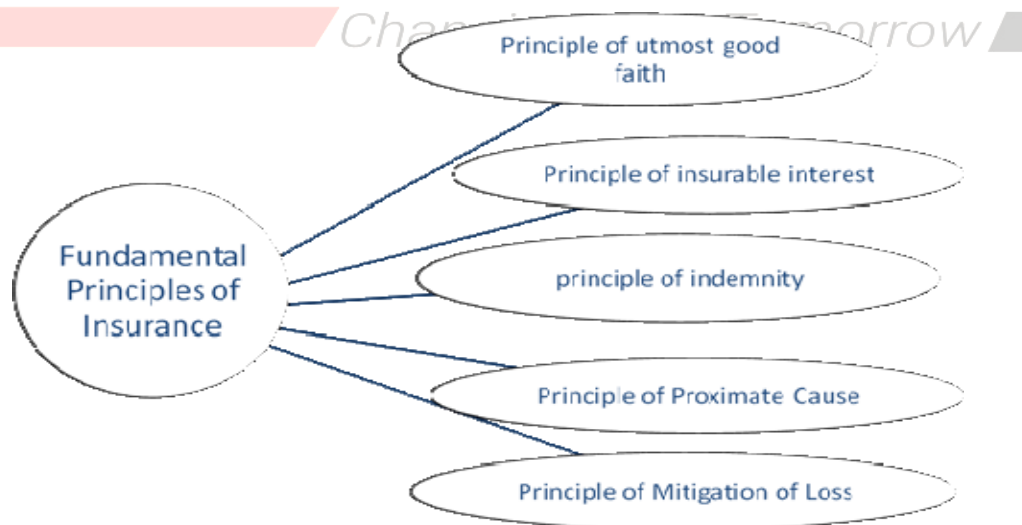 Tomorrow
Principle of utmost good
faith
Principle of insurable interest
Fundamental
Principles of
Insurance
principle of indemnity
Principle of Proximate Cause
Principle of Mitigation of Loss